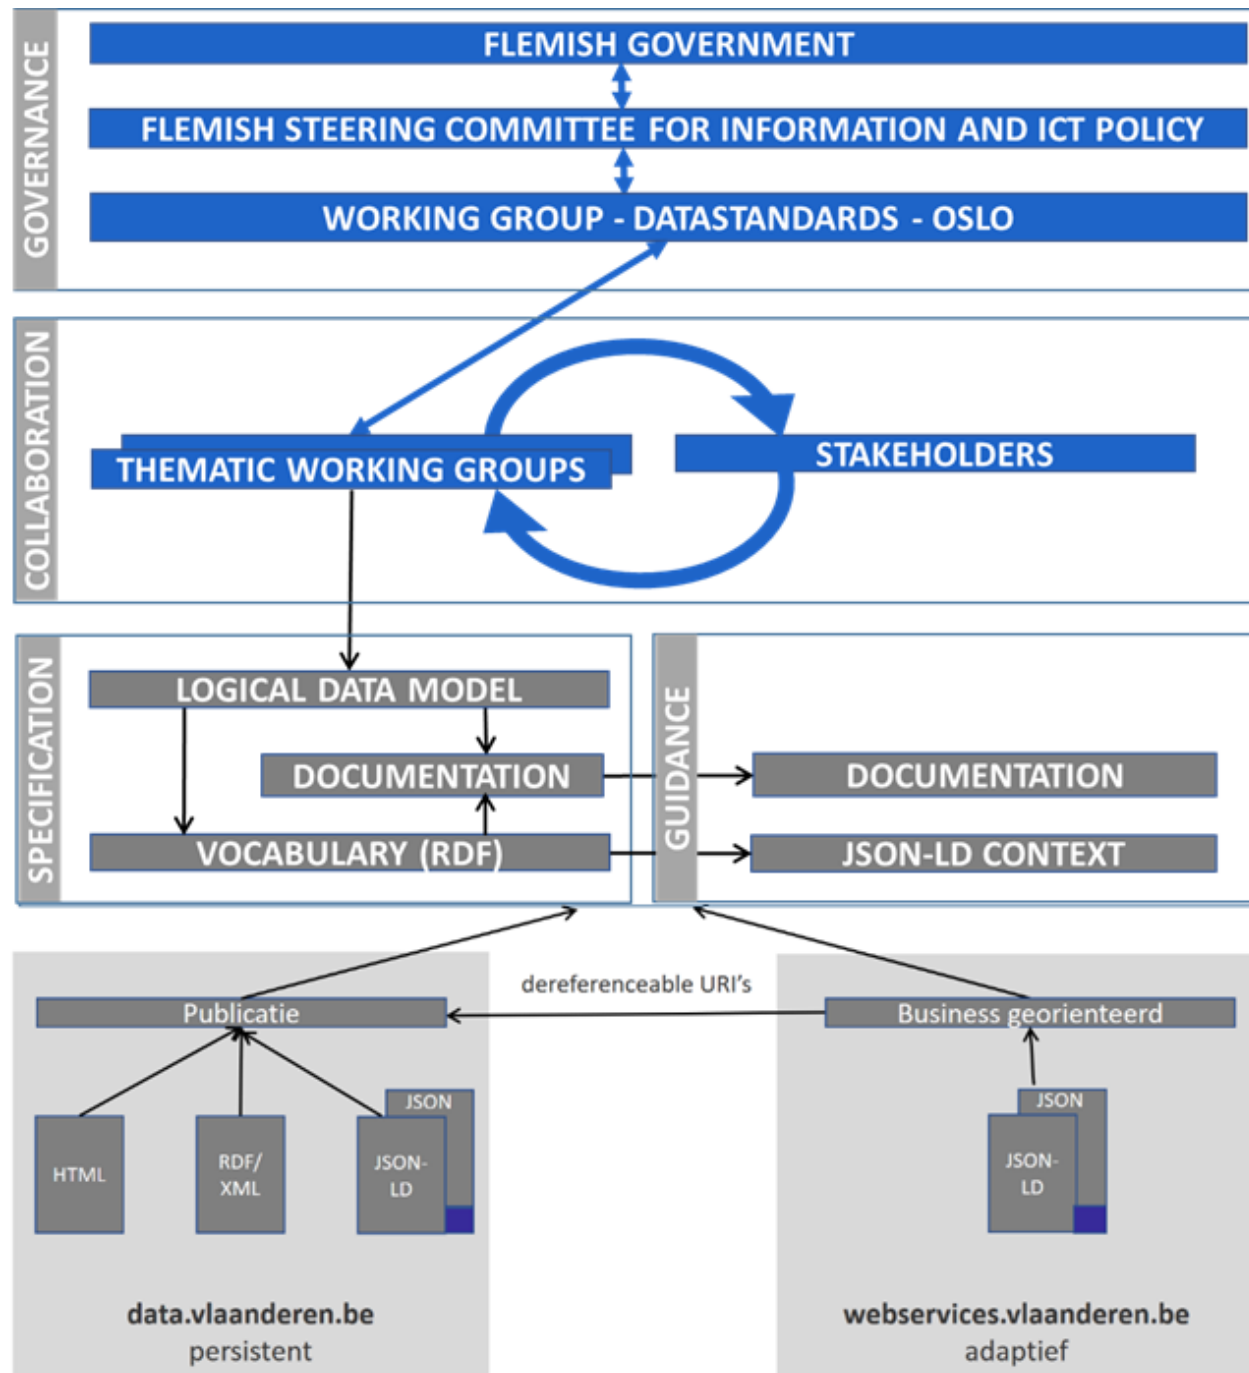 GOVERNANCE
FLEMISH GOVERNMENT
FLEMISH STEERING COMMITTEE FOR INFORMATION AND ICT POLICY
WORKING GROUP - DATASTANDARDS - OSLO
COLLABORATION
THEMATIC WORKING GROUPS
STAKEHOLDERS
SPECIFICATION
LOGICAL DATA MODEL
DOCUMENTATION
VOCABULARY (RDF)
GUIDANCE
DOCUMENTATION
JSON-LD CONTEXT
dereferenceable URI's
Publicatie
Business georienteerd
HTML
RDF/
XML
JSON
JSON-
LD
JSON
JSON-
LD
data.vlaanderen.be
persistent
webservices.vlaanderen.be
adaptief